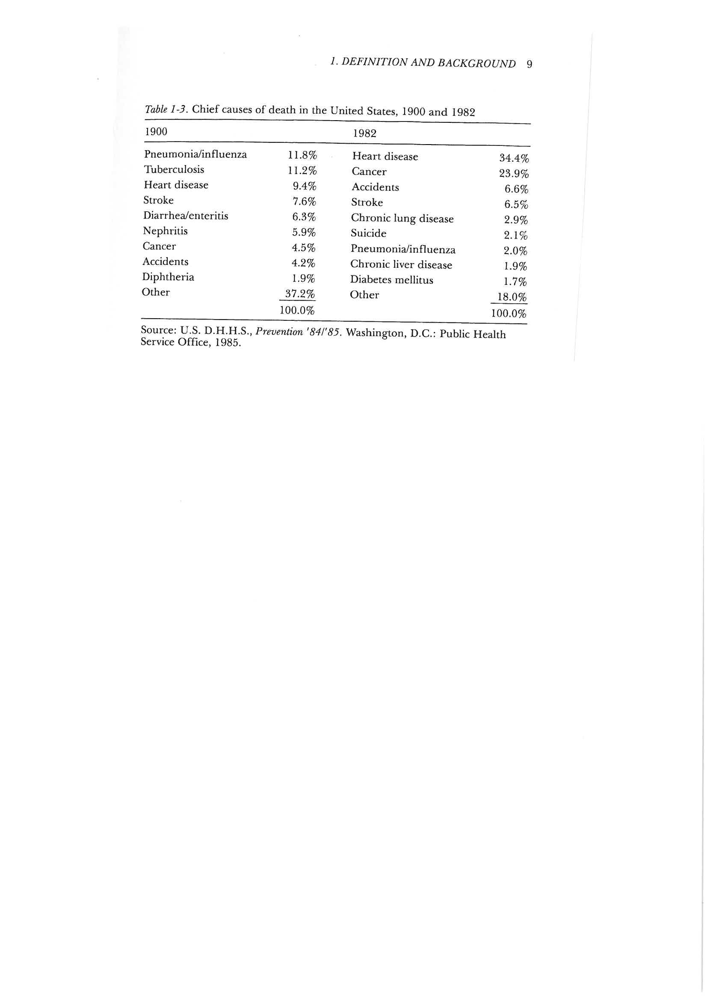 1. DEFINITION AND BACKGROUND 9
Table 1-3. Chief causes of death in the United States, 1900 and 1982
1900 1982
Pneumonia/influenza 11.8% Heart disease 34.4%
Tuberculosis 11.2% Cancer 23.9%
Heart disease 9.4% Accidents 6.6%
Stroke 7.6% Stroke 6.5%
Diarrhea/enteritis 6.3% Chronic lung disease 2.9%
Nephritis 5.9% Suicide 2.1%
Cancer 4.5% Pneumonia/influenza 2.0%
Accidents 4.2% Chronic liver disease 1.9%
Diphtheria 1.9% Diabetes mellitus 1.7%
Other 37.2% Other 18.0%
100.0% 100.0%
Source: U.S. D.H.H.S., Prevention '84/'85. Washington, D.C.: Public Health
Service Office, 1985.